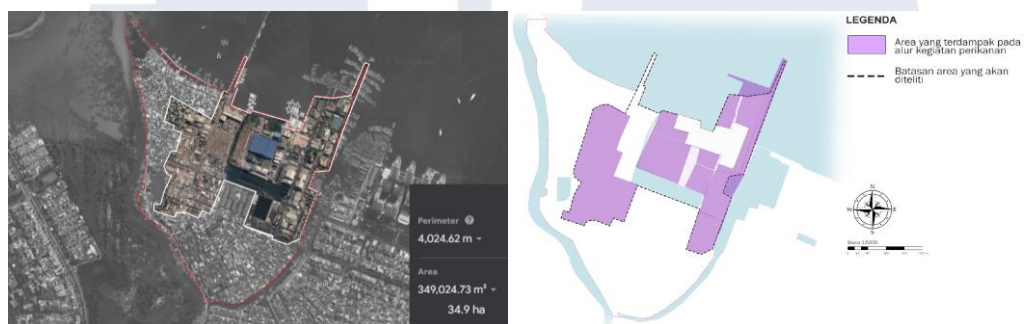 Perimeter
4,024.62 m
Area
349,024.73 m²
34.9 ha
LEGENDA
Area yang terdampak pada
alur kegiatan perikanan
Batasan area yang akan
diteliti
N
W
E
S